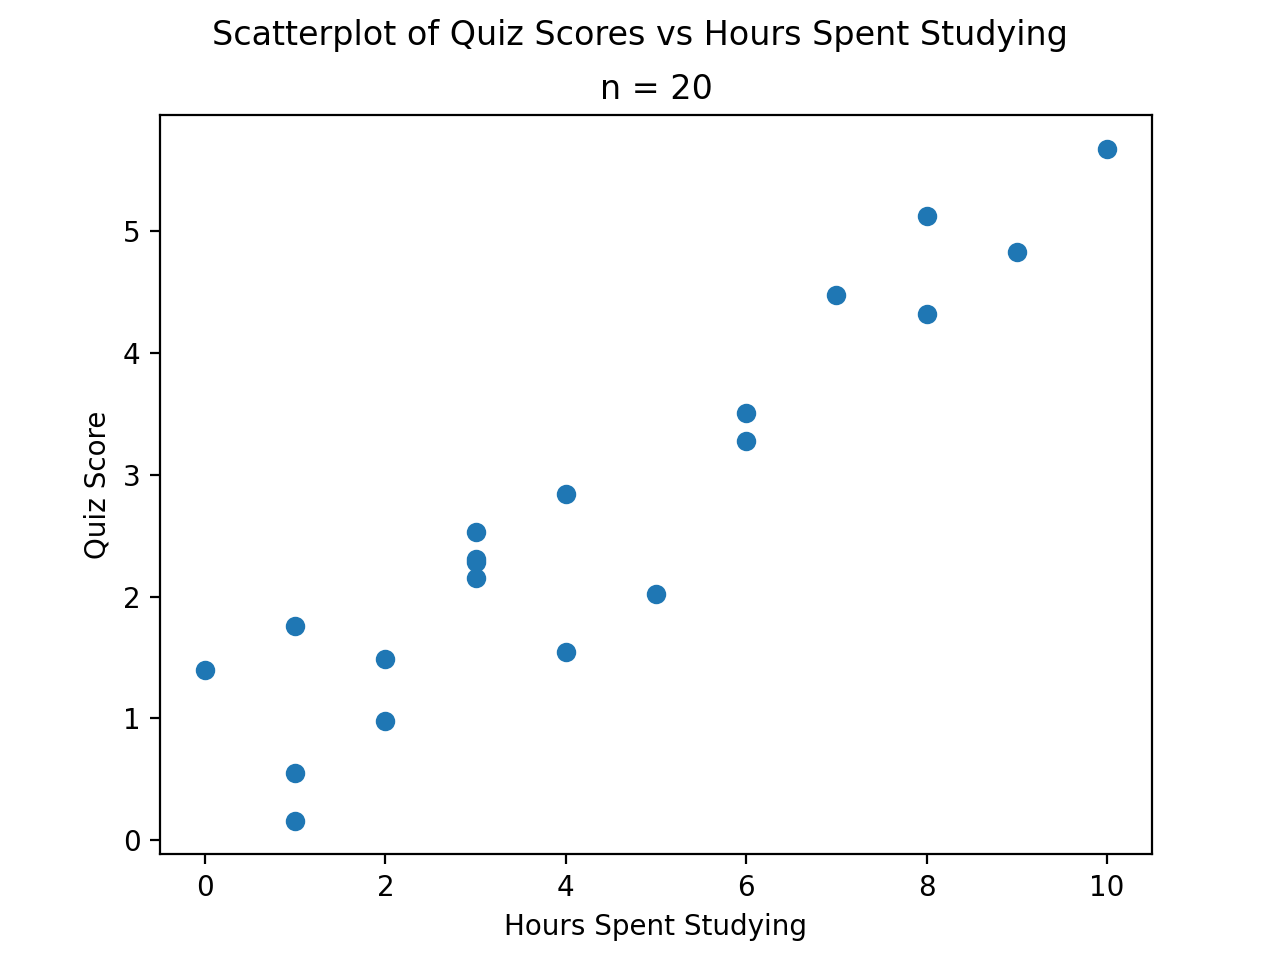 Scatterplot of Quiz Scores vs Hours Spent Studying
n = 20
5
4
3
2
1
0
Quiz Score
0 2 4 6 8 10
Hours Spent Studying